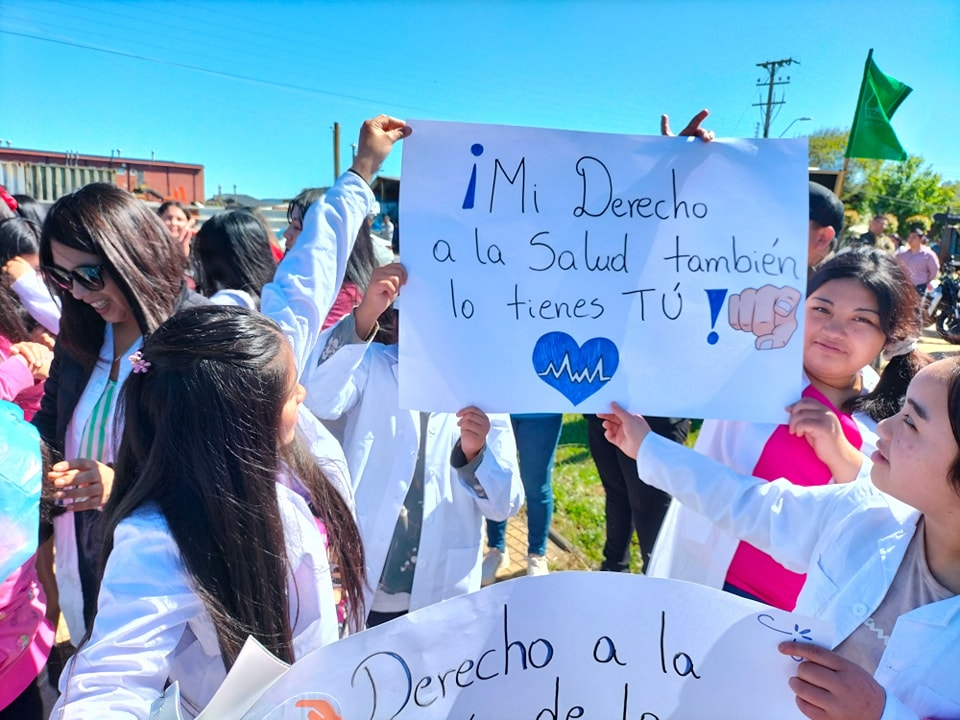 ¡Mi Derecho
a la Salud también
lo tienes TÚ!
Derecho a la
de la